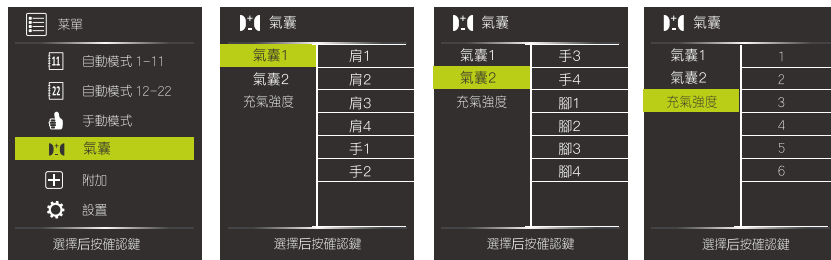 菜單
自動模式 1-11
自動模式 12-22
手動模式
氣囊
附加
設置
選擇后按確認鍵
氣囊
氣囊1
氣囊2
充氣強度
肩1
肩2
肩3
肩4
手1
手2
選擇后按確認鍵
氣囊
氣囊1
氣囊2
充氣強度
手3
手4
腳1
腳2
腳3
腳4
選擇后按確認鍵
氣囊
氣囊1
氣囊2
充氣強度
1
2
3
4
5
6
選擇后按確認鍵